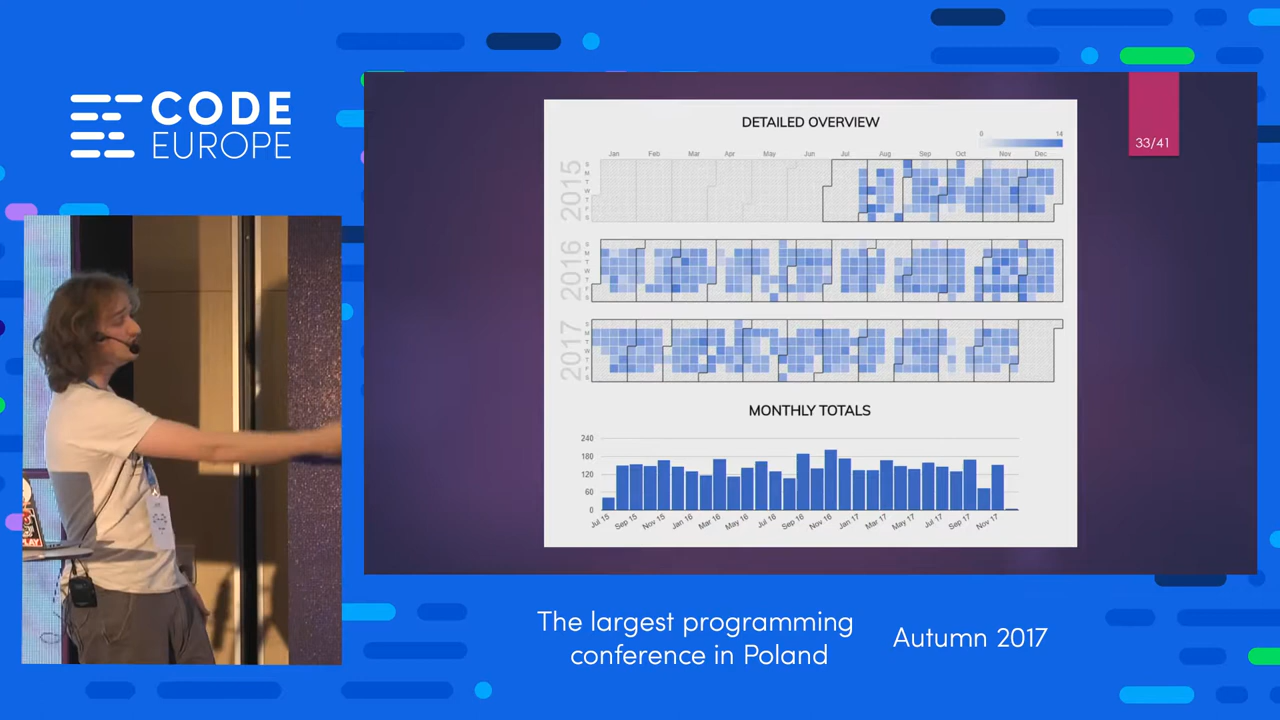 CODE
EUROPE
33/41
DETAILED OVERVIEW
0 14
Jan Feb Mar Apr May Jun Jul Aug Sep Oct Nov Dec
2015
2016
2017
MONTHLY TOTALS
240
180
120
60
0
Jul 15 Sep 15 Nov 15 Jan 16 Mar 16 May 16 Jul 16 Sep 16 Nov 16 Jan 17 Mar 17 May 17 Jul 17 Sep 17 Nov 17
The largest programming
conference in Poland
Autumn 2017